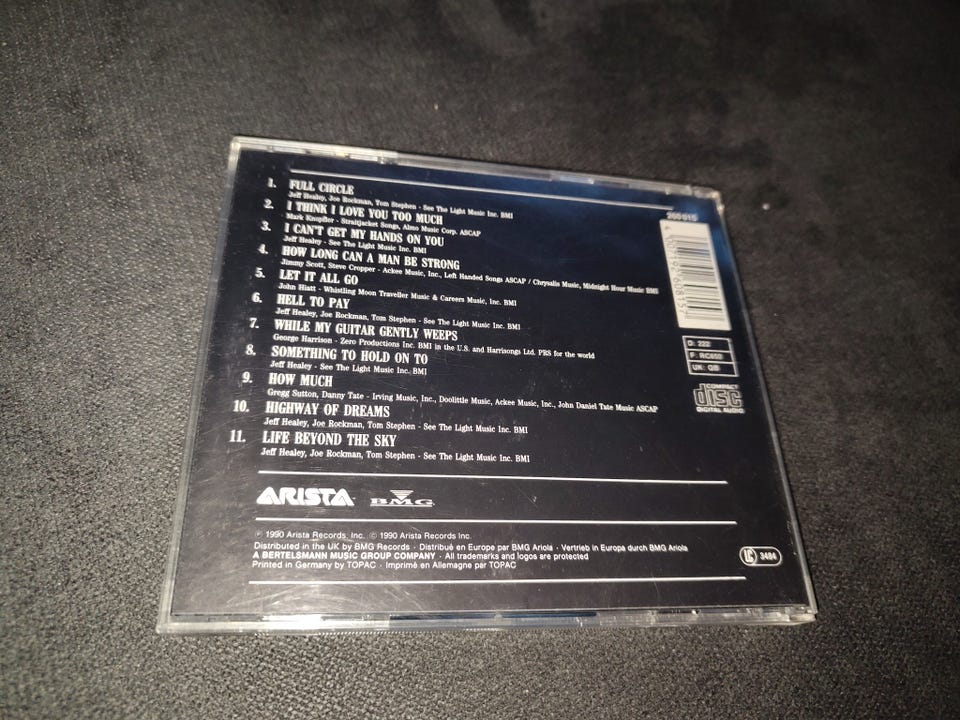 1. FULL CIRCLE
Jeff Healey, Joe Rockman, Tom Stephen - See The Light Music Inc. BMI
2. I THINK I LOVE YOU TOO MUCH
Mark Knopfler - Straitjacket Songs, Almo Music Corp. ASCAP
3. I CAN'T GET MY HANDS ON YOU
Jeff Healey - See The Light Music Inc. BMI
4. HOW LONG CAN A MAN BE STRONG
Jimmy Scott, Steve Cropper - Ackee Music, Inc., Left Handed Songs ASCAP / Chrysalis Music, Midnight Hour Music BMI
5. LET IT ALL GO
John Hiatt - Whistling Moon Traveller Music & Careers Music, Inc. BMI
6. HELL TO PAY
Jeff Healey, Joe Rockman, Tom Stephen - See The Light Music Inc. BMI
7. WHILE MY GUITAR GENTLY WEEPS
George Harrison - Zero Productions Inc. BMI in the U.S. and Harrisongs Ltd. PRS for the world
8. SOMETHING TO HOLD ON TO
Jeff Healey - See The Light Music Inc. BMI
9. HOW MUCH
Gregg Sutton, Danny Tate - Irving Music, Inc., Doolittle Music, Ackee Music, Inc., John Daniel Tate Music ASCAP
10. HIGHWAY OF DREAMS
Jeff Healey, Joe Rockman, Tom Stephen - See The Light Music Inc. BMI
11. LIFE BEYOND THE SKY
Jeff Healey, Joe Rockman, Tom Stephen - See The Light Music Inc. BMI
260 815
D: 222
F: RC650
UK: QB
COMPACT
disc
DIGITAL AUDIO
ARISTA BMG
℗ 1990 Arista Records, Inc. © 1990 Arista Records Inc.
Distributed in the UK by BMG Records · Distribué en Europe par BMG Ariola · Vertrieb in Europa durch BMG Ariola
A BERTELSMANN MUSIC GROUP COMPANY · All trademarks and logos are protected
Printed in Germany by TOPAC · Imprimé en Allemagne par TOPAC
LC 3484